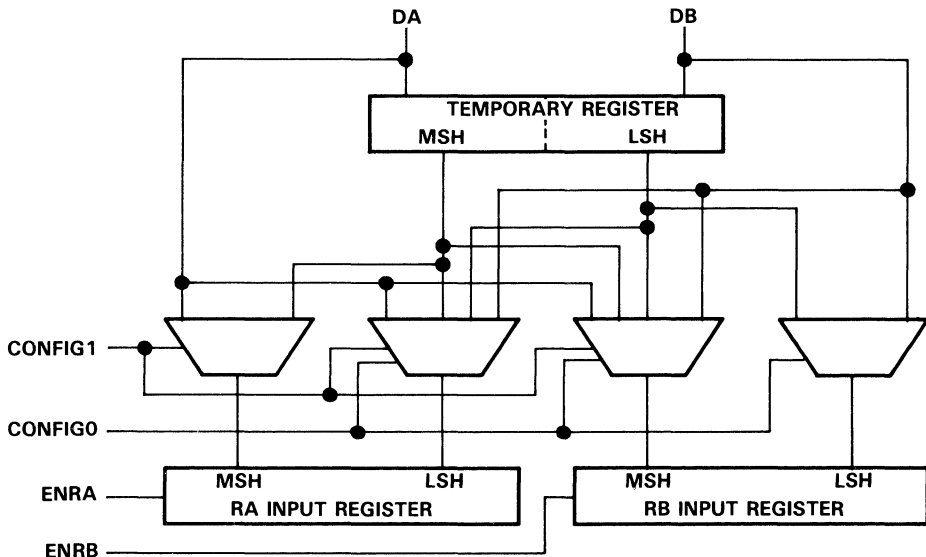 DA
DB
TEMPORARY REGISTER
MSH
LSH
CONFIG1
CONFIG0
MSH
LSH
MSH
LSH
ENRA
RA INPUT REGISTER
RB INPUT REGISTER
ENRB